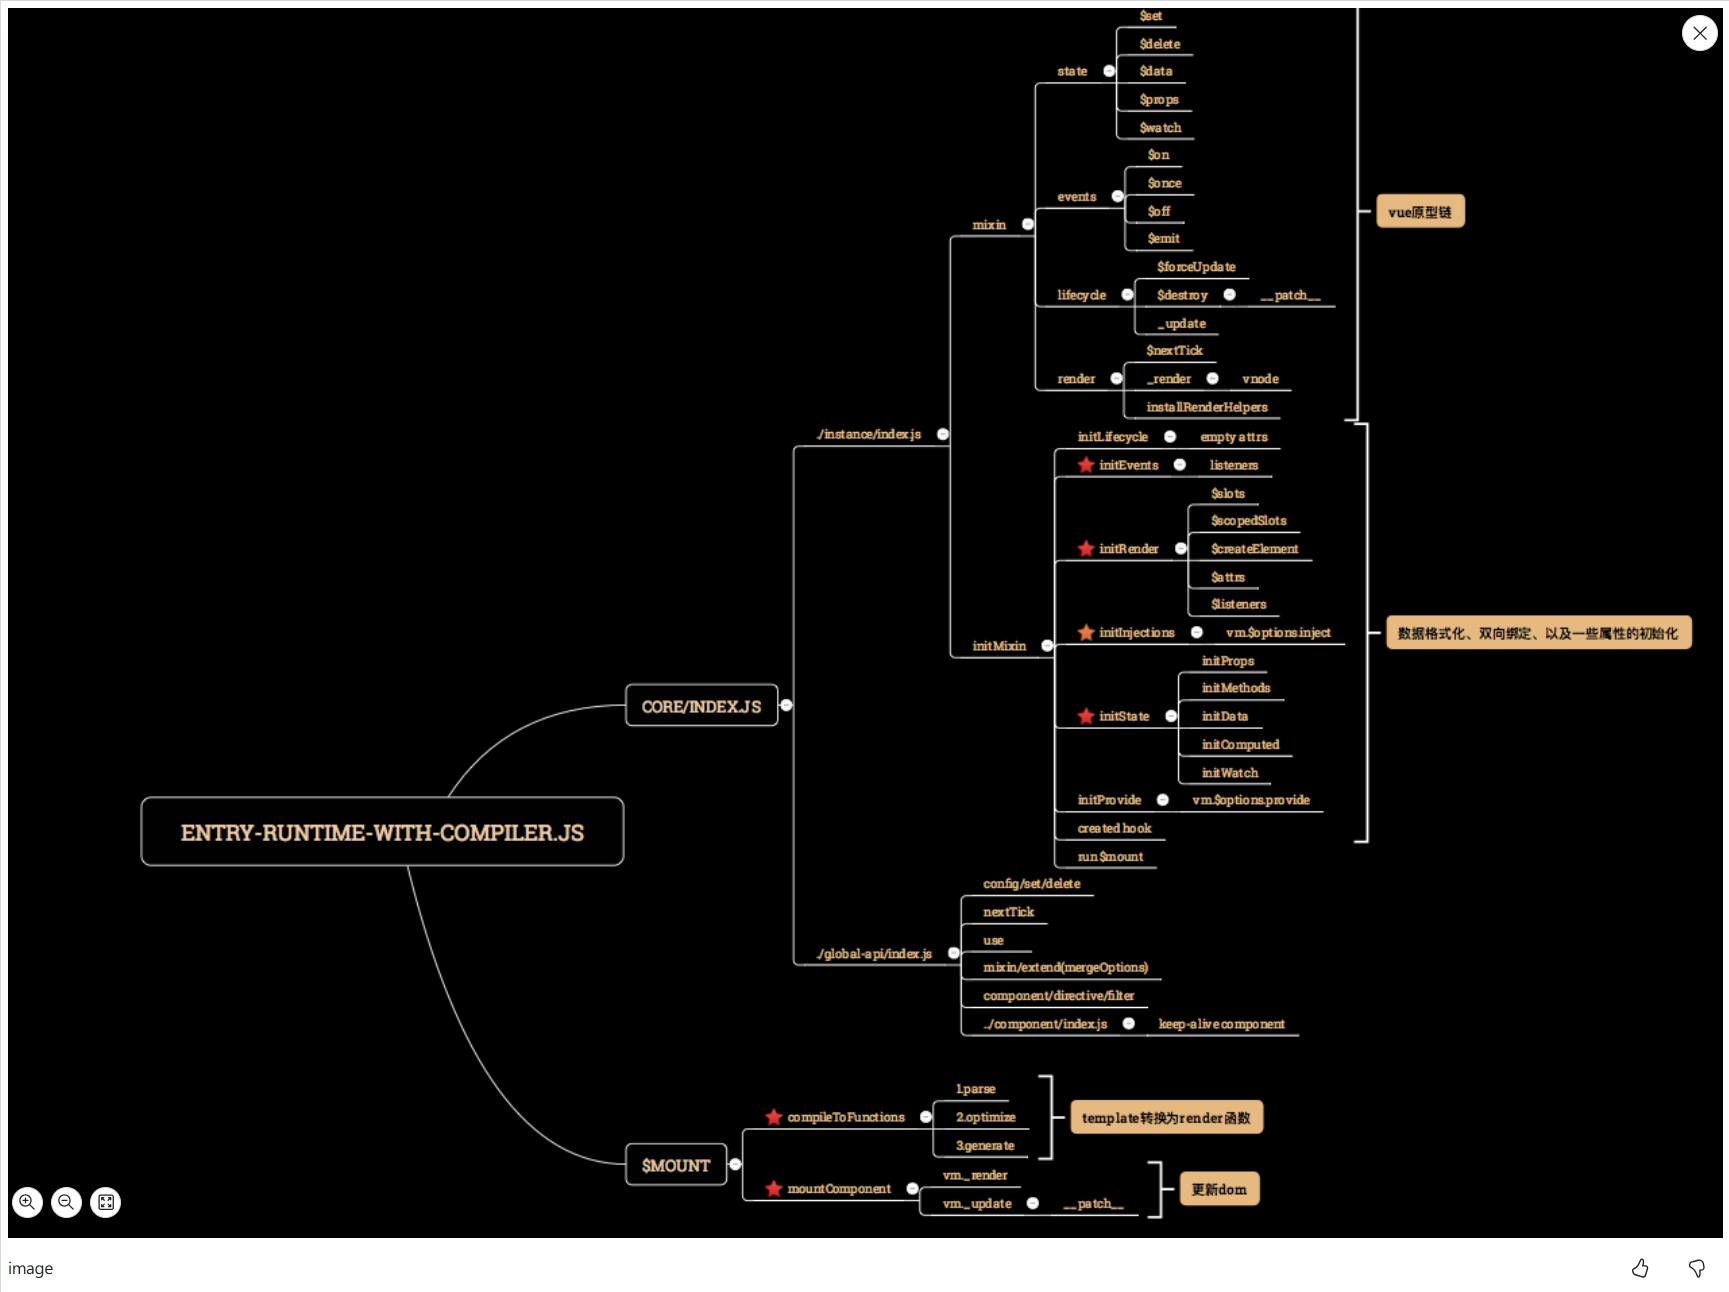 $set
$delete
state
$data
$props
$watch
$on
events
$once
$off
$emit
mixin
$forceUpdate
lifecycle
$destroy
__patch__
_update
$nextTick
render
_render
vnode
installRenderHelpers
vue原型链
./instance/index.js
initLifecycle
empty attrs
initEvents
listeners
$slots
$scopedSlots
initRender
$createElement
$attrs
$listeners
initInjections
vm.$options.inject
initMixin
initProps
initMethods
initState
initData
initComputed
initWatch
initProvide
vm.$options.provide
created hook
run $mount
数据格式化、双向绑定、以及一些属性的初始化
CORE/INDEX.JS
ENTRY-RUNTIME-WITH-COMPILER.JS
config/set/delete
nextTick
use
./global-api/index.js
mixin/extend(mergeOptions)
component/directive/filter
../component/index.js
keep-alive component
1.parse
compileToFunctions
2.optimize
3.generate
template转换为render函数
$MOUNT
vm._render
mountComponent
vm._update
__patch__
更新dom
image